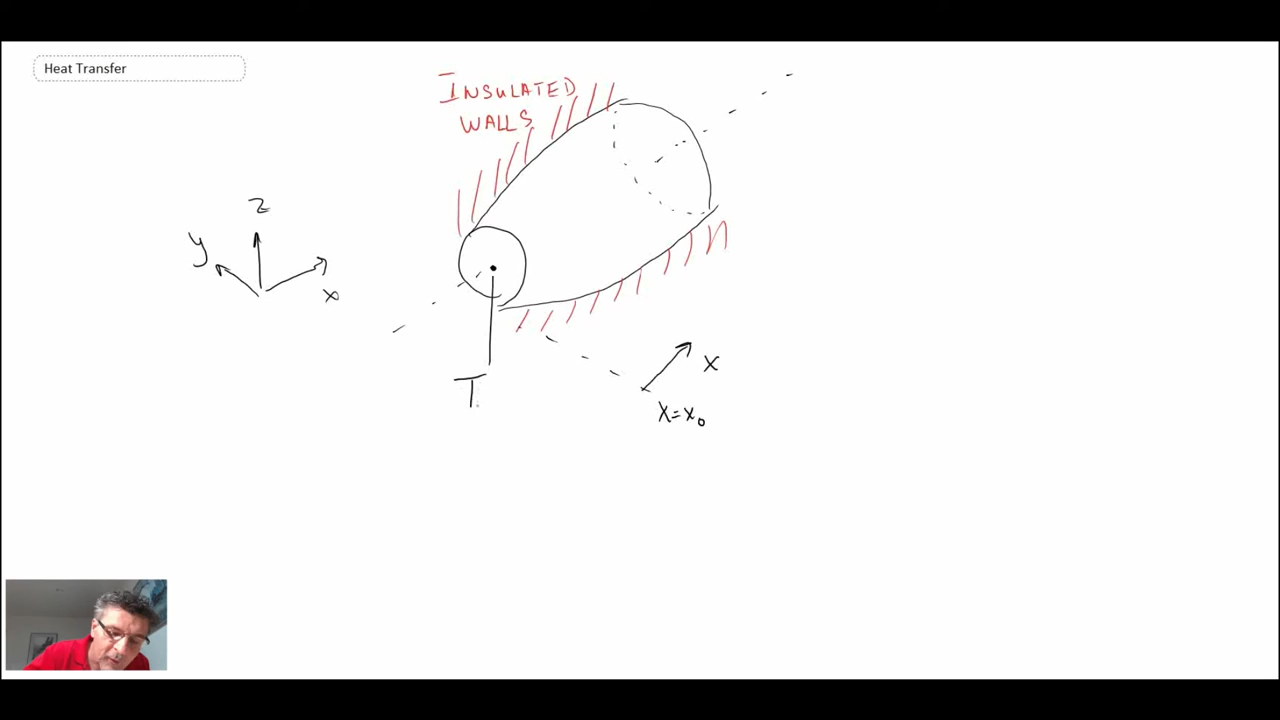 Heat Transfer
INSULATED
WALLS
z
y
x
x
T
x=x₀